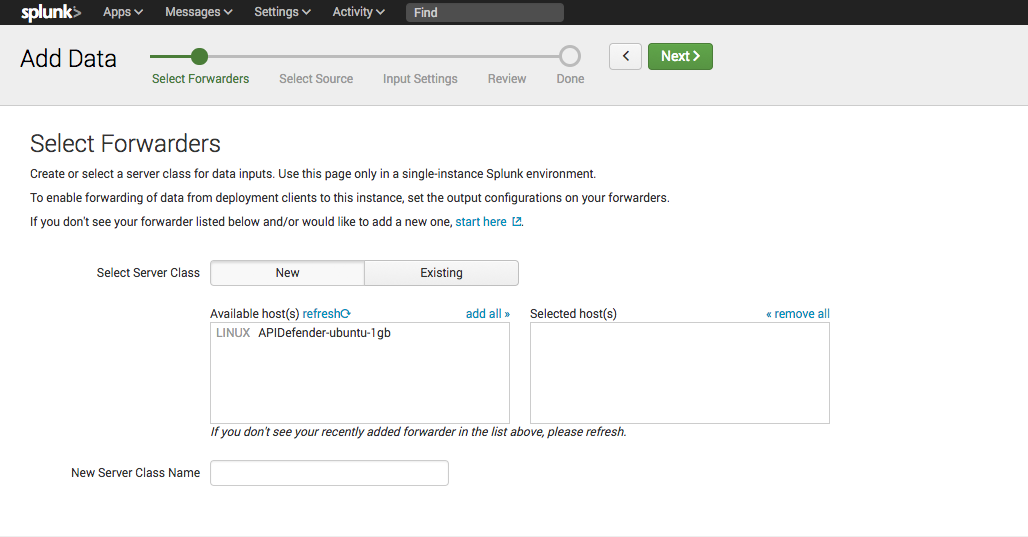 splunk> Apps Messages Settings Activity Find
Add Data Next
Select Forwarders Select Source Input Settings Review Done
Select Forwarders
Create or select a server class for data inputs. Use this page only in a single-instance Splunk environment.
To enable forwarding of data from deployment clients to this instance, set the output configurations on your forwarders.
If you don't see your forwarder listed below and/or would like to add a new one, start here.
Select Server Class New Existing
Available host(s) refresh add all » Selected host(s) « remove all
LINUX APIDefender-ubuntu-1gb
If you don't see your recently added forwarder in the list above, please refresh.
New Server Class Name